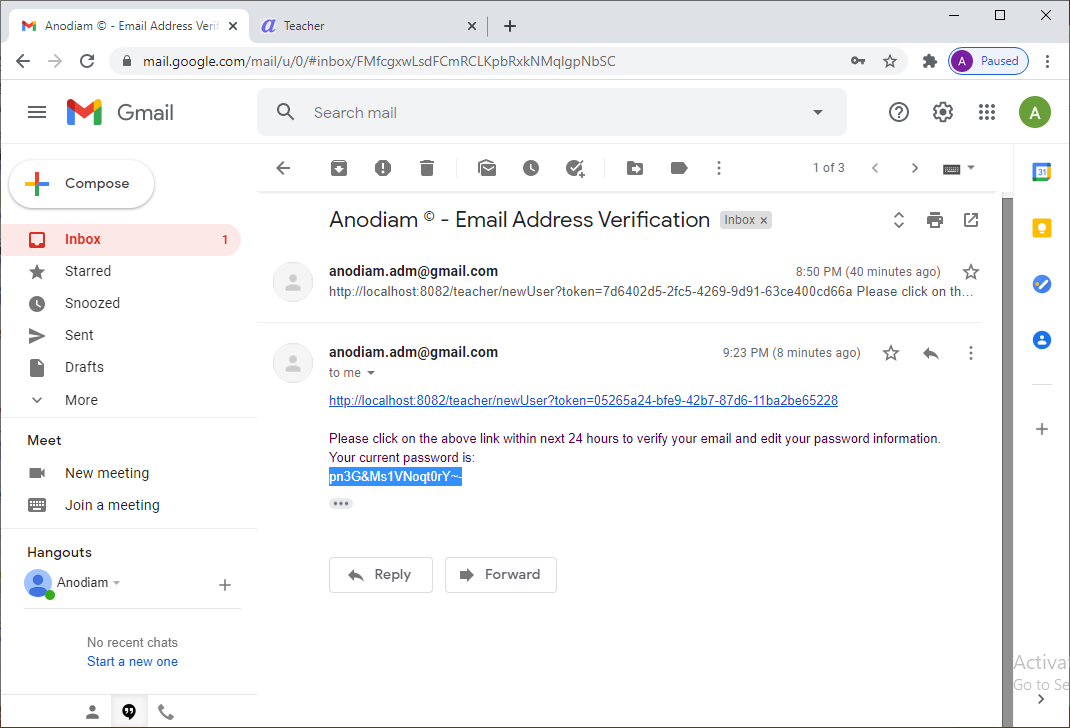 Anodiam © - Email Address Verif
Teacher
mail.google.com/mail/u/0/#inbox/FMfcgxwLsdFCmRCLKpbRxkNMqlgpNbSC
A Paused
Gmail
Search mail
A
Compose
1 of 3
31
Inbox 1
Starred
Snoozed
Sent
Drafts
More
Meet
New meeting
Join a meeting
Hangouts
Anodiam
No recent chats
Start a new one
Anodiam © - Email Address Verification Inbox x
anodiam.adm@gmail.com 8:50 PM (40 minutes ago)
http://localhost:8082/teacher/newUser?token=7d6402d5-2fc5-4269-9d91-63ce400cd66a Please click on th...
anodiam.adm@gmail.com 9:23 PM (8 minutes ago)
to me
http://localhost:8082/teacher/newUser?token=05265a24-bfe9-42b7-87d6-11ba2be65228
Please click on the above link within next 24 hours to verify your email and edit your password information.
Your current password is:
pn3G&Ms1VNoqt0rY~-
Reply
Forward
Activa
Go to Se